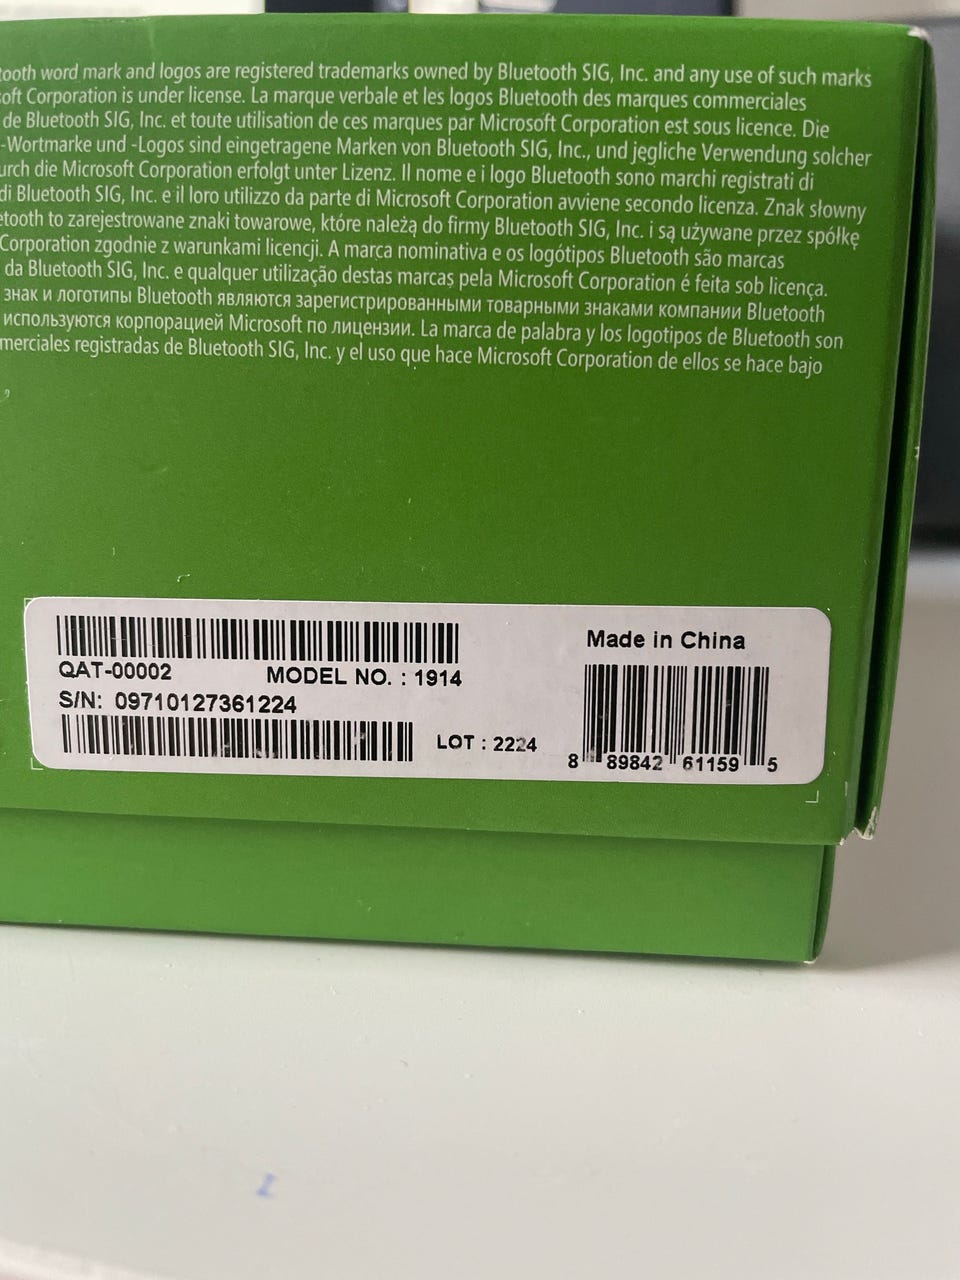 tooth word mark and logos are registered trademarks owned by Bluetooth SIG, Inc. and any use of such marks
oft Corporation is under license. La marque verbale et les logos Bluetooth des marques commerciales
de Bluetooth SIG, Inc. et toute utilisation de ces marques par Microsoft Corporation est sous licence. Die
-Wortmarke und -Logos sind eingetragene Marken von Bluetooth SIG, Inc., und jegliche Verwendung solcher
urch die Microsoft Corporation erfolgt unter Lizenz. Il nome e i logo Bluetooth sono marchi registrati di
di Bluetooth SIG, Inc. e il loro utilizzo da parte di Microsoft Corporation avviene secondo licenza. Znak słowny
etooth to zarejestrowane znaki towarowe, które należą do firmy Bluetooth SIG, Inc. i są używane przez spółkę
Corporation zgodnie z warunkami licencji. A marca nominativa e os logótipos Bluetooth são marcas
da Bluetooth SIG, Inc. e qualquer utilização destas marcas pela Microsoft Corporation é feita sob licença.
знак и логотипы Bluetooth являются зарегистрированными товарными знаками компании Bluetooth
используются корпорацией Microsoft по лицензии. La marca de palabra y los logotipos de Bluetooth son
merciales registradas de Bluetooth SIG, Inc. y el uso que hace Microsoft Corporation de ellos se hace bajo
QAT-00002 MODEL NO. : 1914
S/N: 09710127361224
LOT : 2224
Made in China
8 89842 61159 5